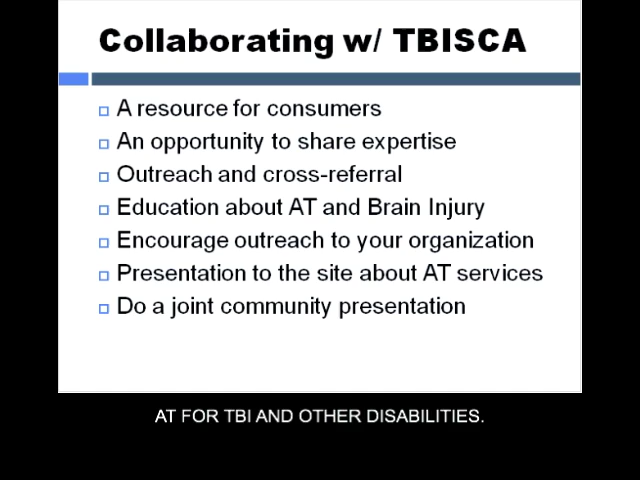 Collaborating w/ TBISCA
A resource for consumers
An opportunity to share expertise
Outreach and cross-referral
Education about AT and Brain Injury
Encourage outreach to your organization
Presentation to the site about AT services
Do a joint community presentation
AT FOR TBI AND OTHER DISABILITIES.